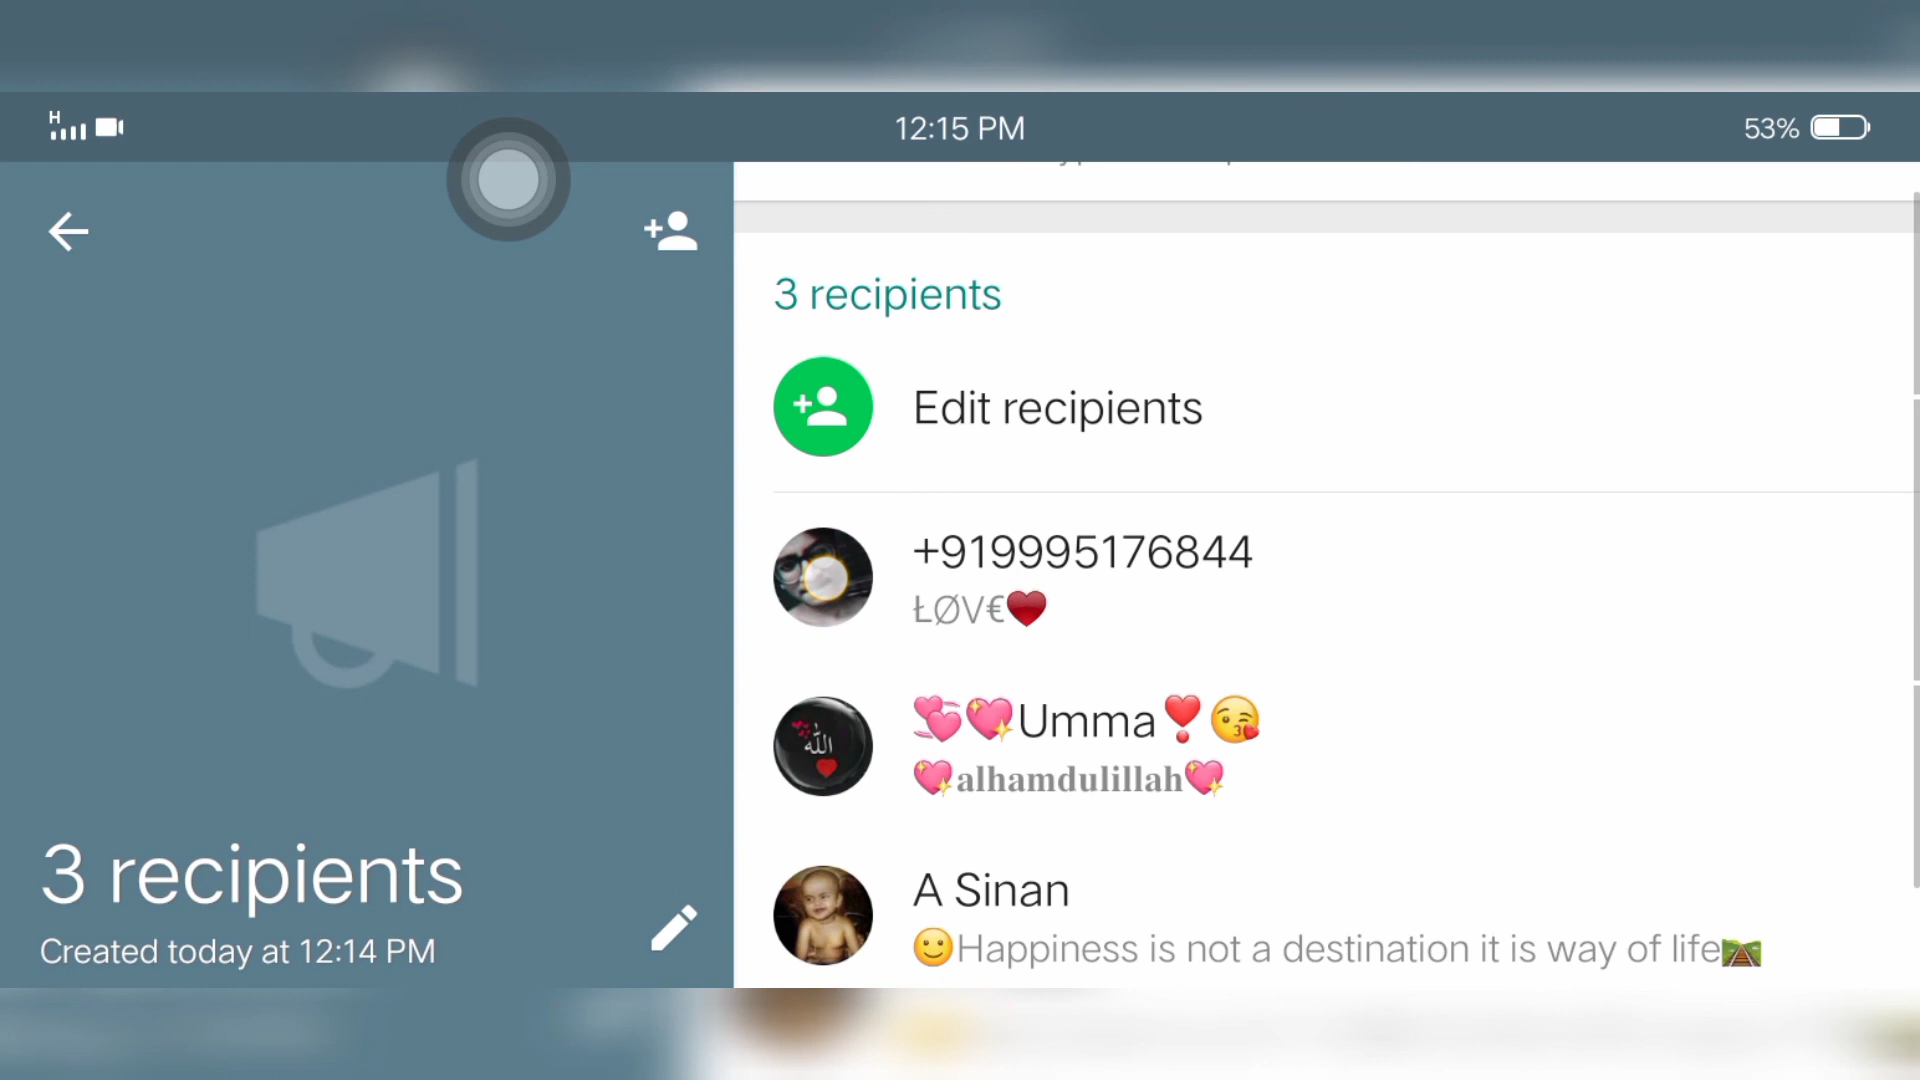 H
12:15 PM
53%
3 recipients
Created today at 12:14 PM
3 recipients
Edit recipients
+919995176844
ŁØV€❤
💞💖Umma❣😘
الله
💖alhamdulillah💖
A Sinan
🙂Happiness is not a destination it is way of life🛤